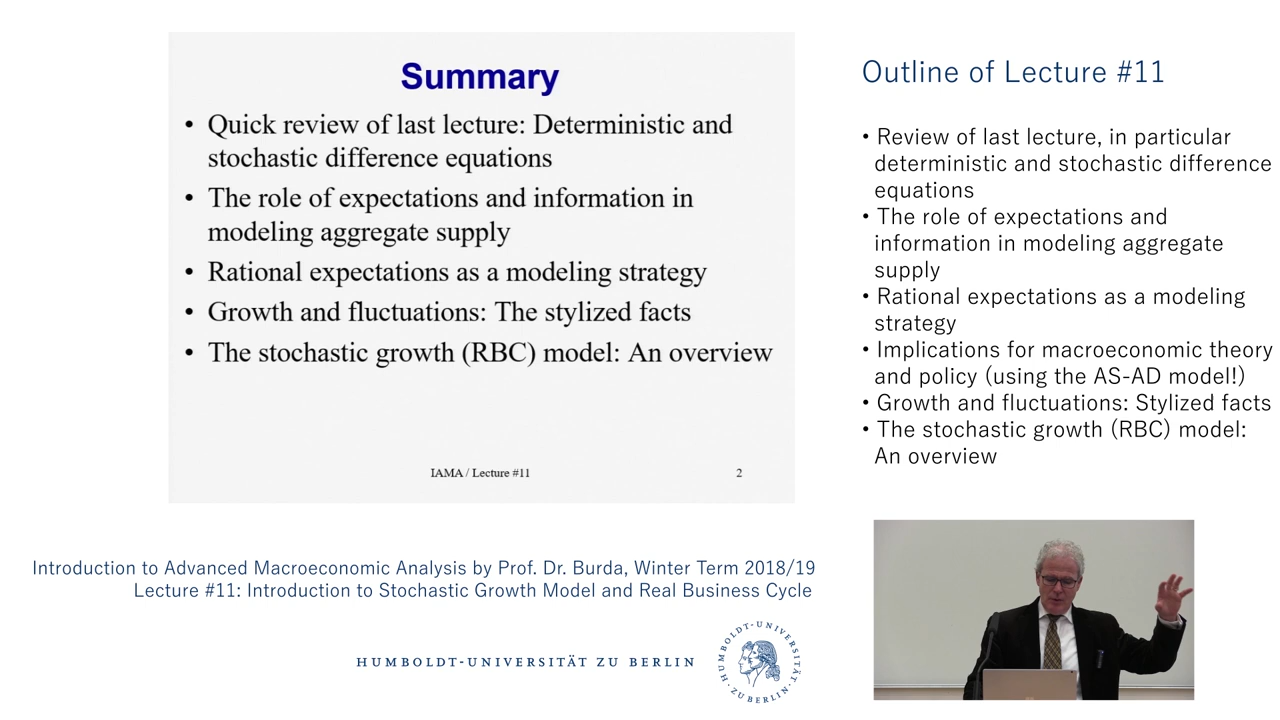 Summary
• Quick review of last lecture: Deterministic and
stochastic difference equations
• The role of expectations and information in
modeling aggregate supply
• Rational expectations as a modeling strategy
• Growth and fluctuations: The stylized facts
• The stochastic growth (RBC) model: An overview
IAMA / Lecture #11
2
Outline of Lecture #11
• Review of last lecture, in particular
deterministic and stochastic difference
equations
• The role of expectations and
information in modeling aggregate
supply
• Rational expectations as a modeling
strategy
• Implications for macroeconomic theory
and policy (using the AS-AD model!)
• Growth and fluctuations: Stylized facts
• The stochastic growth (RBC) model:
An overview
Introduction to Advanced Macroeconomic Analysis by Prof. Dr. Burda, Winter Term 2018/19
Lecture #11: Introduction to Stochastic Growth Model and Real Business Cycle
HUMBOLDT-UNIVERSITÄT ZU BERLIN
·HUMBOLDT·UNIVERSITÄT·ZU BERLIN·